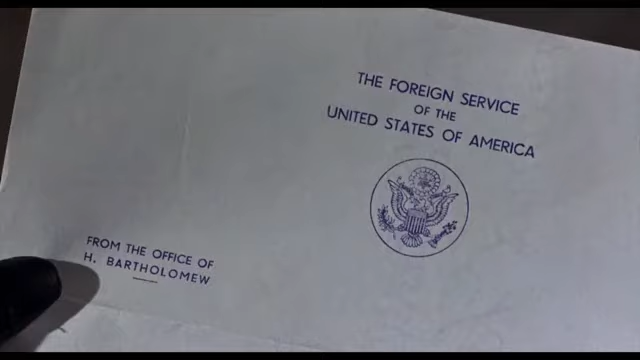 THE FOREIGN SERVICE
OF THE
UNITED STATES OF AMERICA
FROM THE OFFICE OF
H. BARTHOLOMEW